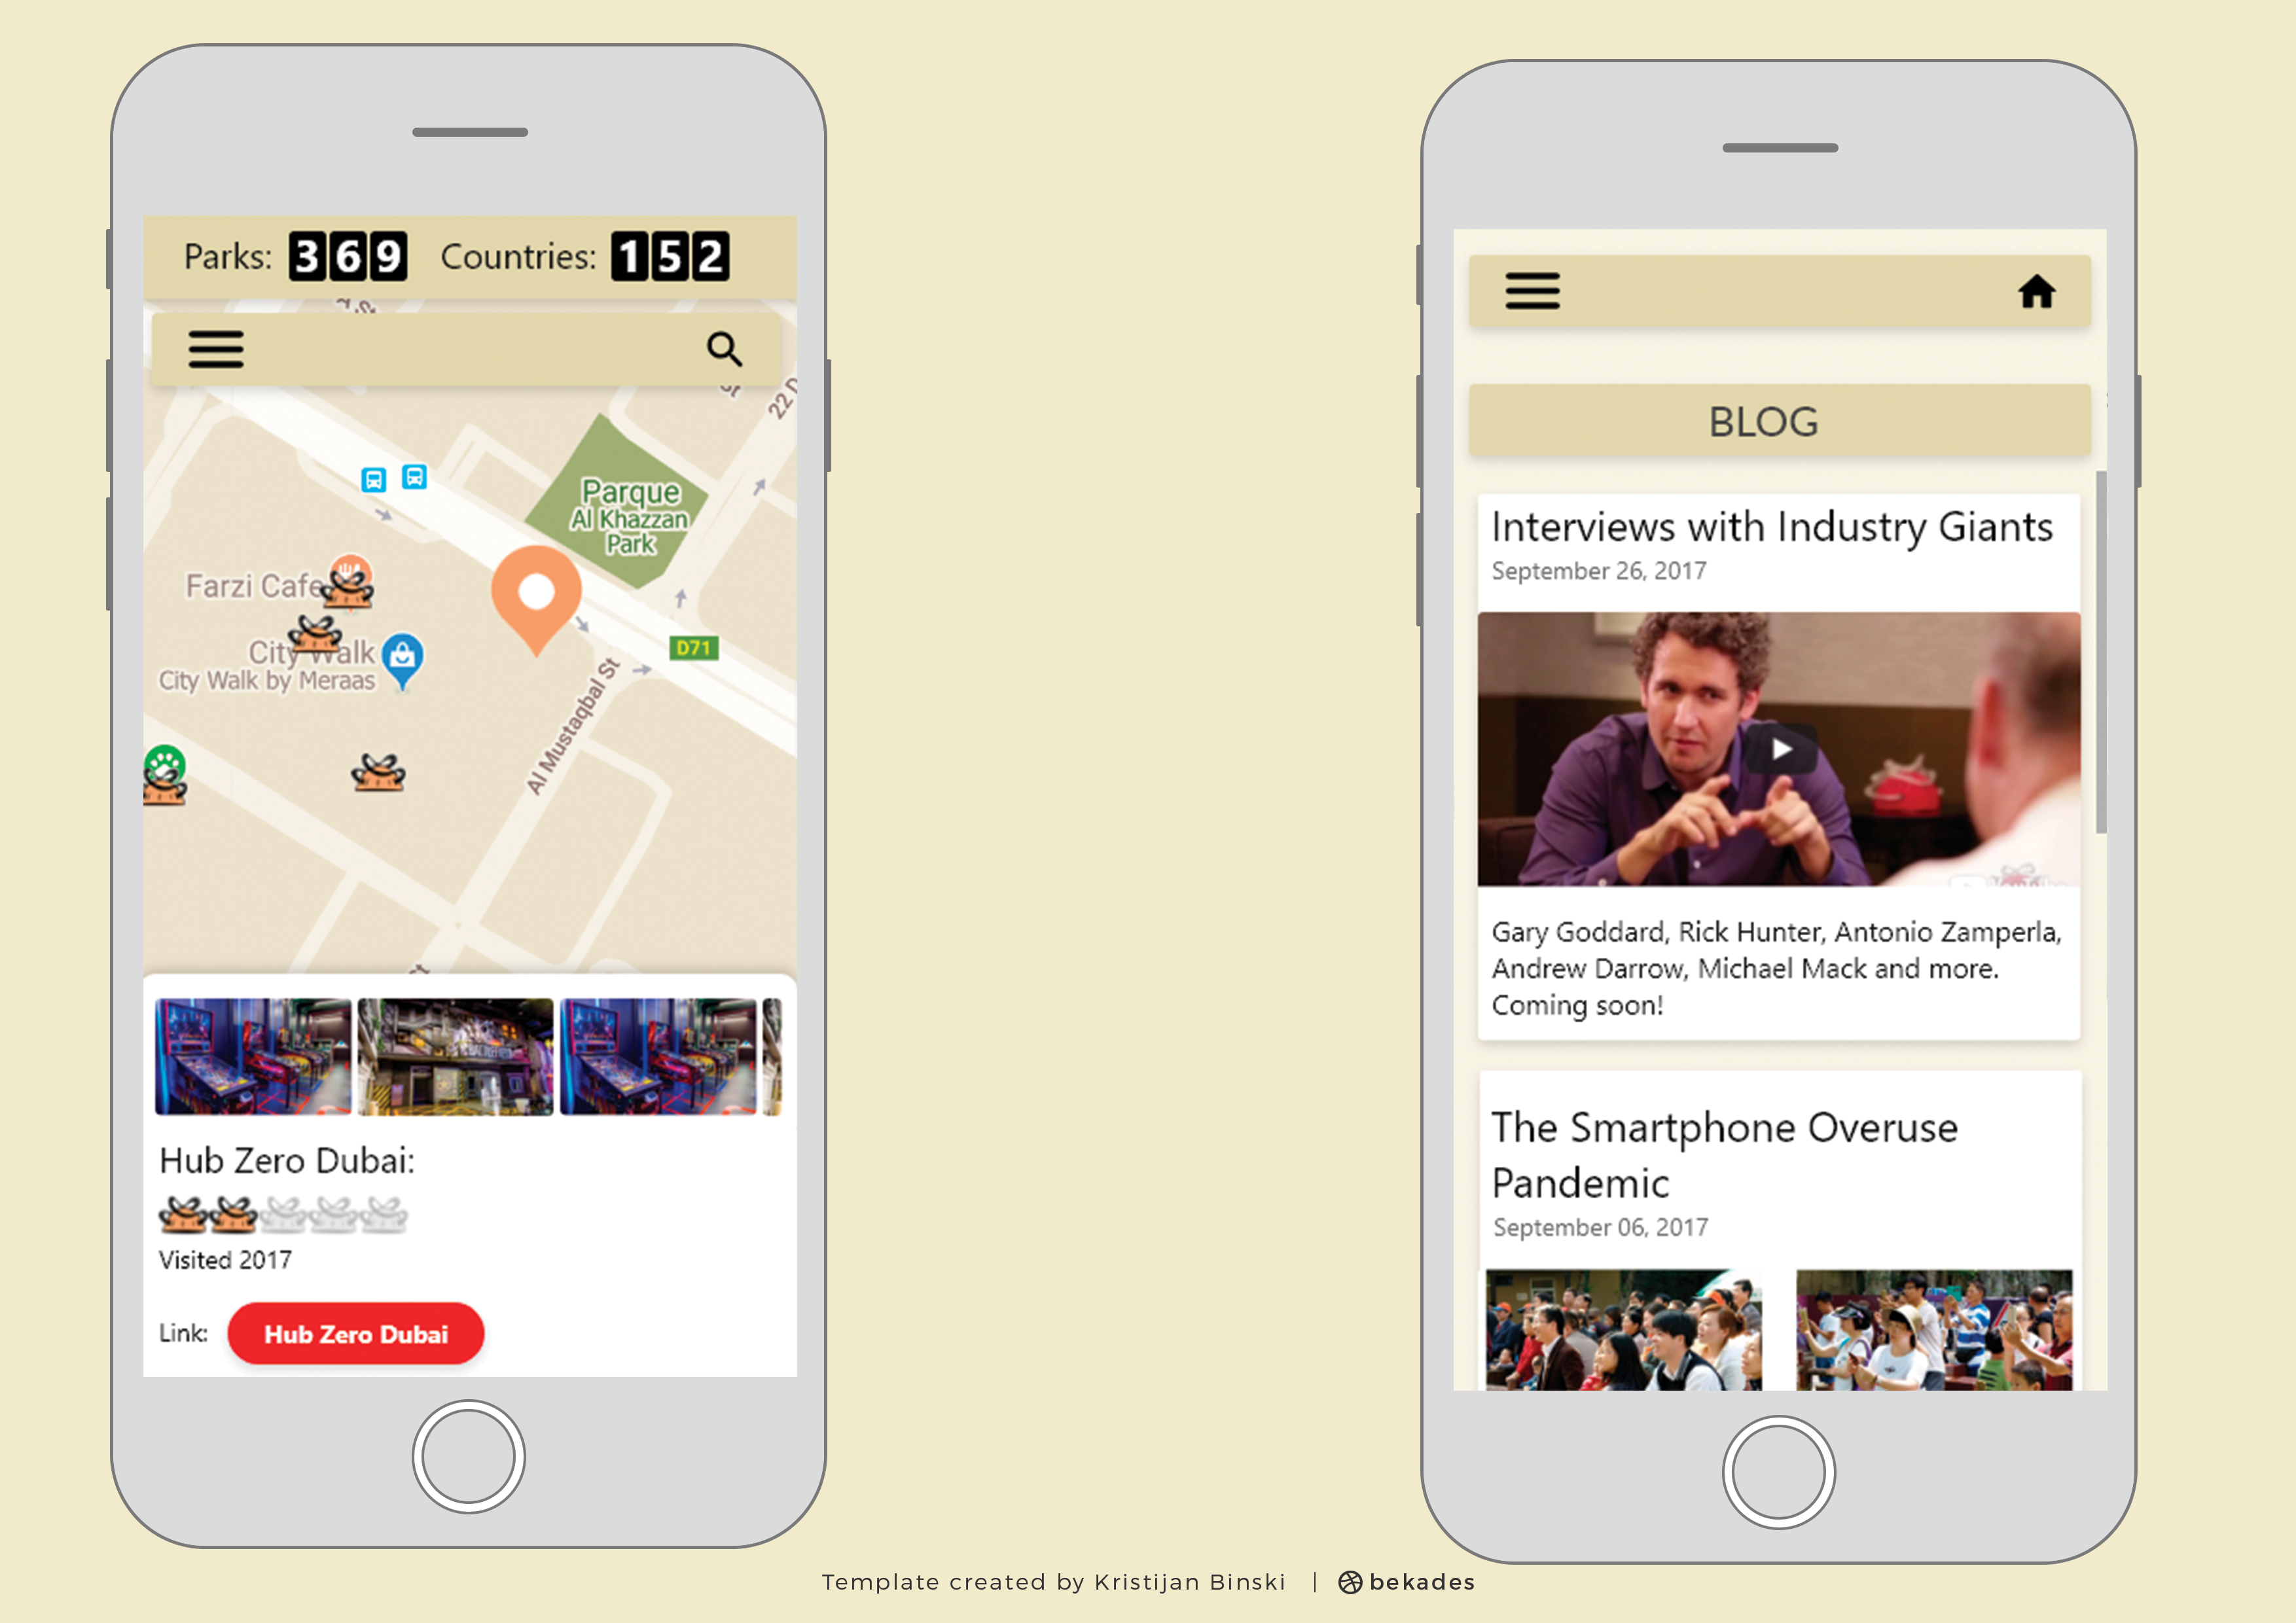 Parks: 369 Countries: 152
22 D
Parque
Al Khazzan
Park
Farzi Cafe
City Walk
City Walk by Meraas
D71
Al Mustaqbal St
Hub Zero Dubai:
Visited 2017
Link: Hub Zero Dubai
BLOG
Interviews with Industry Giants
September 26, 2017
Gary Goddard, Rick Hunter, Antonio Zamperla,
Andrew Darrow, Michael Mack and more.
Coming soon!
The Smartphone Overuse
Pandemic
September 06, 2017
Template created by Kristijan Binski | bekades